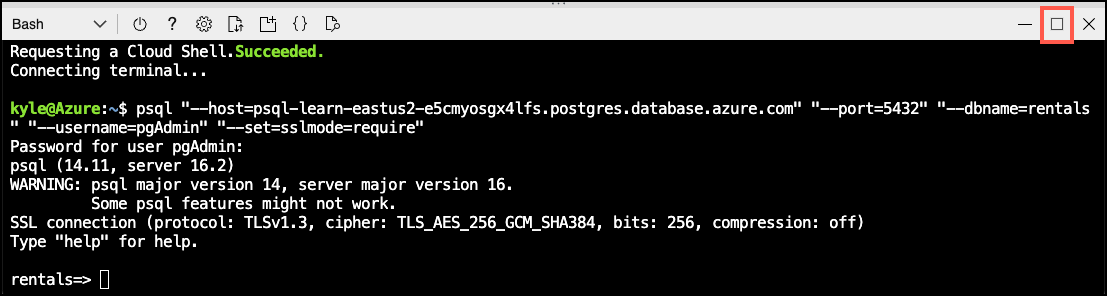 Bash
?
{}
Requesting a Cloud Shell.Succeeded.
Connecting terminal...
kyle@Azure:~$ psql "--host=psql-learn-eastus2-e5cmyosgx4lfs.postgres.database.azure.com" "--port=5432" "--dbname=rentals
" "--username=pgAdmin" "--set=sslmode=require"
Password for user pgAdmin:
psql (14.11, server 16.2)
WARNING: psql major version 14, server major version 16.
Some psql features might not work.
SSL connection (protocol: TLSv1.3, cipher: TLS_AES_256_GCM_SHA384, bits: 256, compression: off)
Type "help" for help.
rentals=>